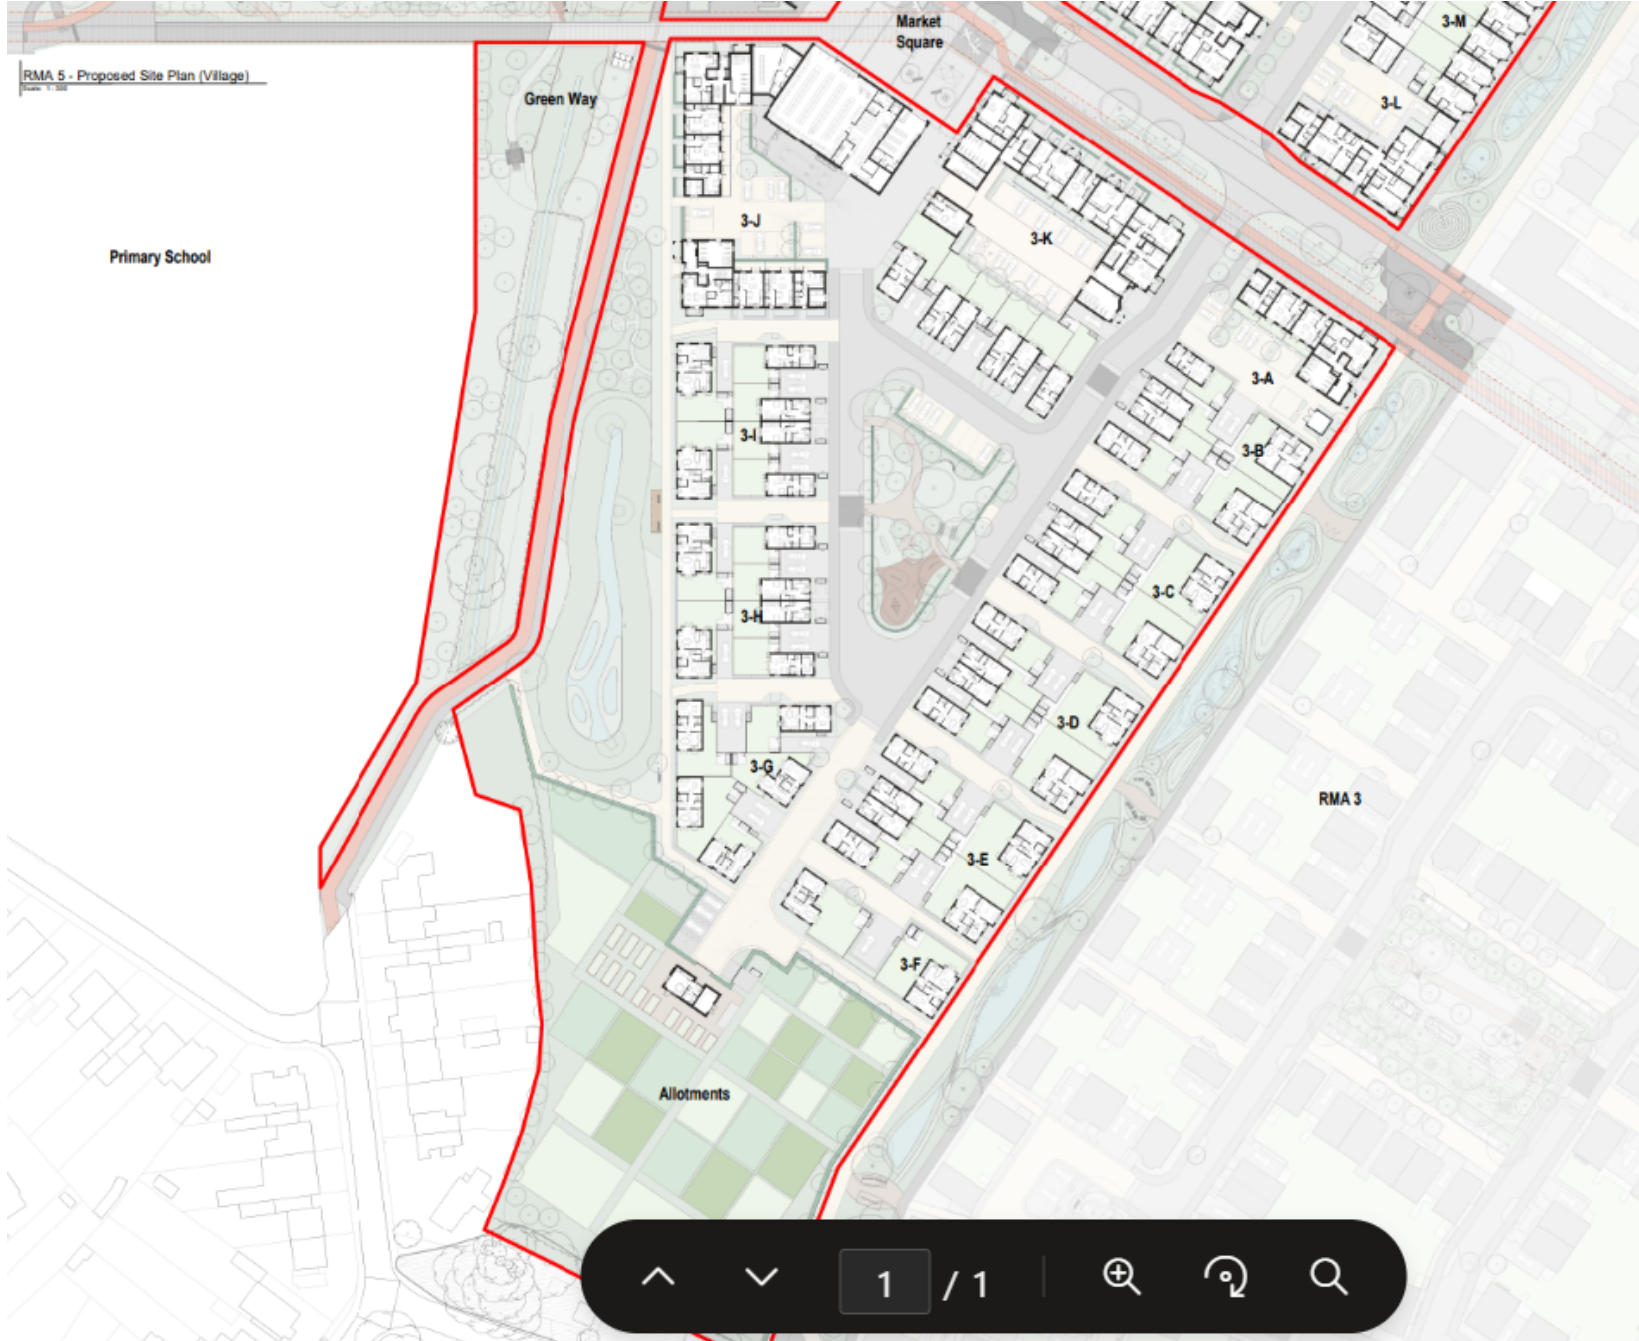 Market
Square
3-M
RMA 5 - Proposed Site Plan (Village)
Green Way
3-L
3-J
3-K
Primary School
3-A
3-I
3-B
3-C
3-H
3-D
3-G
RMA 3
3-E
3-F
Allotments
1 / 1